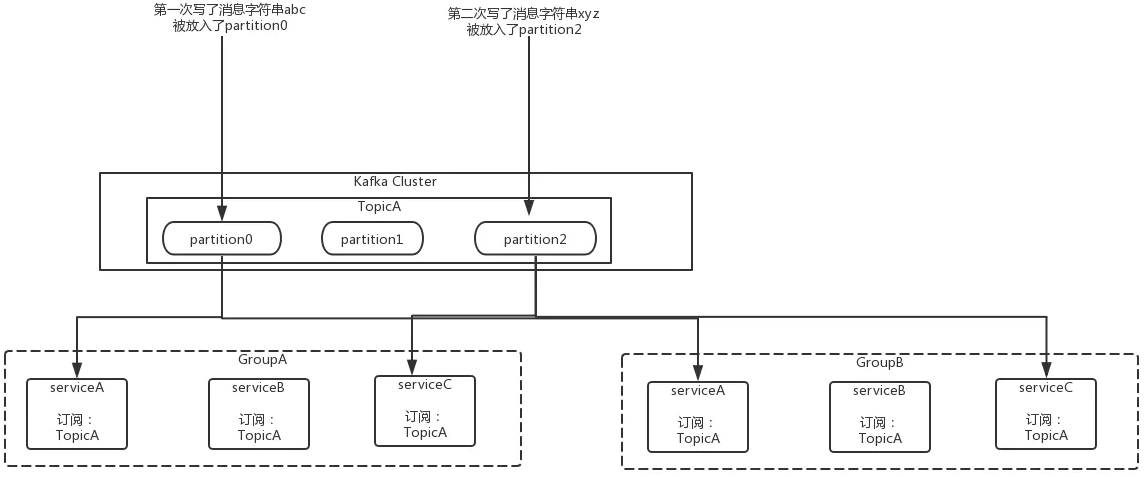 第一次写了消息字符串abc
被放入了partition0
第二次写了消息字符串xyz
被放入了partition2
Kafka Cluster
TopicA
partition0
partition1
partition2
GroupA
serviceA
订阅：
TopicA
serviceB
订阅：
TopicA
serviceC
订阅：
TopicA
GroupB
serviceA
订阅：
TopicA
serviceB
订阅：
TopicA
serviceC
订阅：
TopicA